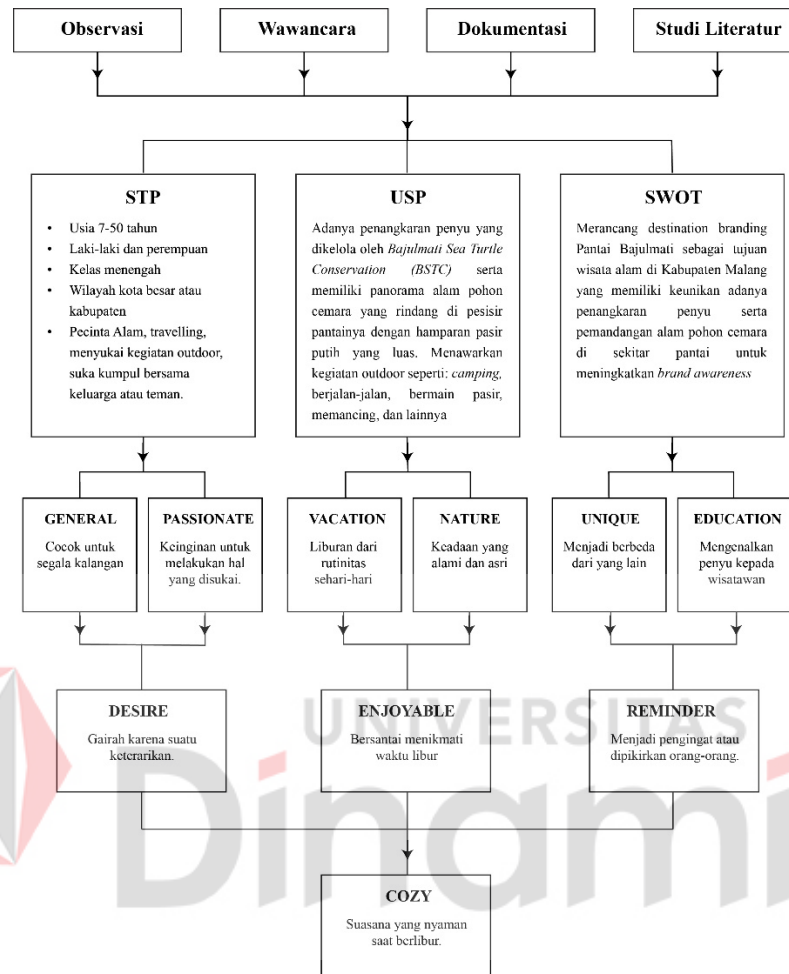 Observasi
Wawancara
Dokumentasi
Studi Literatur
STP
• Usia 7-50 tahun
• Laki-laki dan perempuan
• Kelas menengah
• Wilayah kota besar atau
kabupaten
• Pecinta Alam, travelling,
menyukai kegiatan outdoor,
suka kumpul bersama
keluarga atau teman.
USP
Adanya penangkaran penyu yang
dikelola oleh Bajulmati Sea Turtle
Conservation (BSTC) serta
memiliki panorama alam pohon
cemara yang rindang di pesisir
pantainya dengan hamparan pasir
putih yang luas. Menawarkan
kegiatan outdoor seperti: camping,
berjalan-jalan, bermain pasir,
memancing, dan lainnya
SWOT
Merancang destination branding
Pantai Bajulmati sebagai tujuan
wisata alam di Kabupaten Malang
yang memiliki keunikan adanya
penangkaran penyu serta
pemandangan alam pohon cemara
di sekitar pantai untuk
meningkatkan brand awareness
GENERAL
Cocok untuk
segala kalangan
PASSIONATE
Keinginan untuk
melakukan hal
yang disukai.
VACATION
Liburan dari
rutinitas
sehari-hari
NATURE
Keadaan yang
alami dan asri
UNIQUE
Menjadi berbeda
dari yang lain
EDUCATION
Mengenalkan
penyu kepada
wisatawan
DESIRE
Gairah karena suatu
keterarikan.
ENJOYABLE
Bersantai menikmati
waktu libur
REMINDER
Menjadi pengingat atau
dipikirkan orang-orang.
UNIVERSITAS
Dinami
COZY
Suasana yang nyaman
saat berlibur.